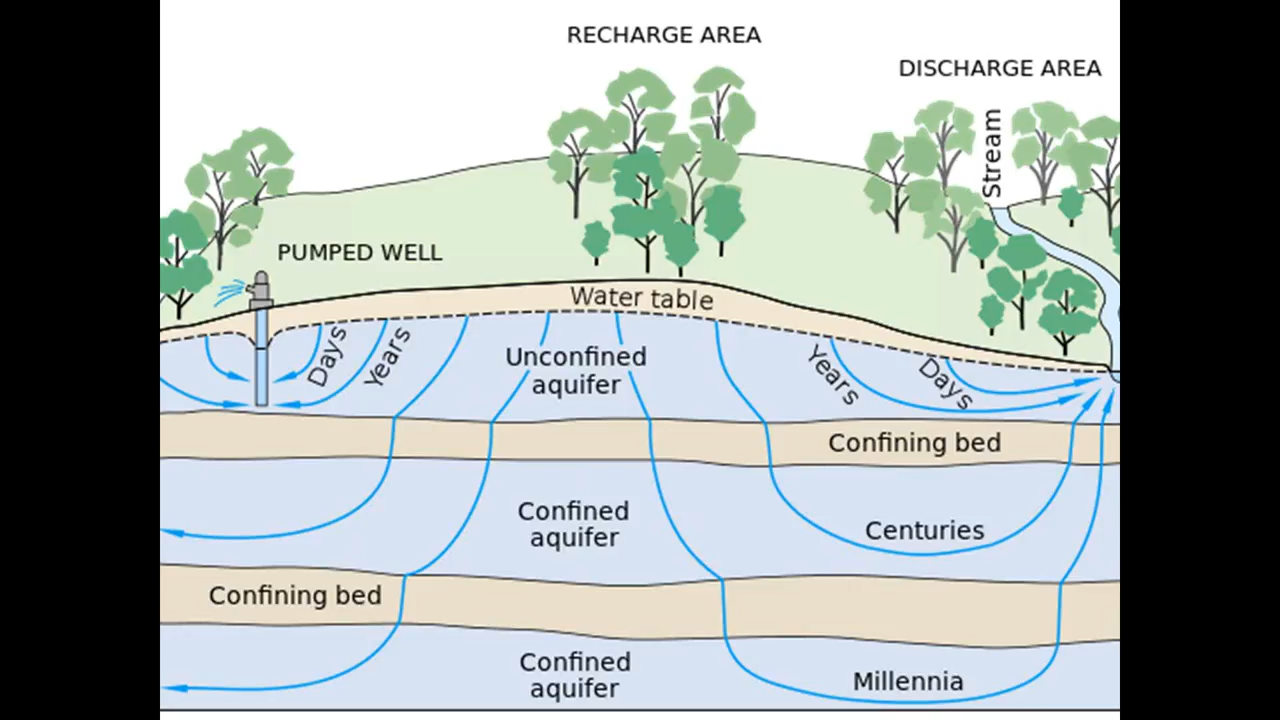 RECHARGE AREA
DISCHARGE AREA
Stream
PUMPED WELL
Water table
Days
Years
Unconfined
aquifer
Years
Days
Confining bed
Confined
aquifer
Centuries
Confining bed
Confined
aquifer
Millennia